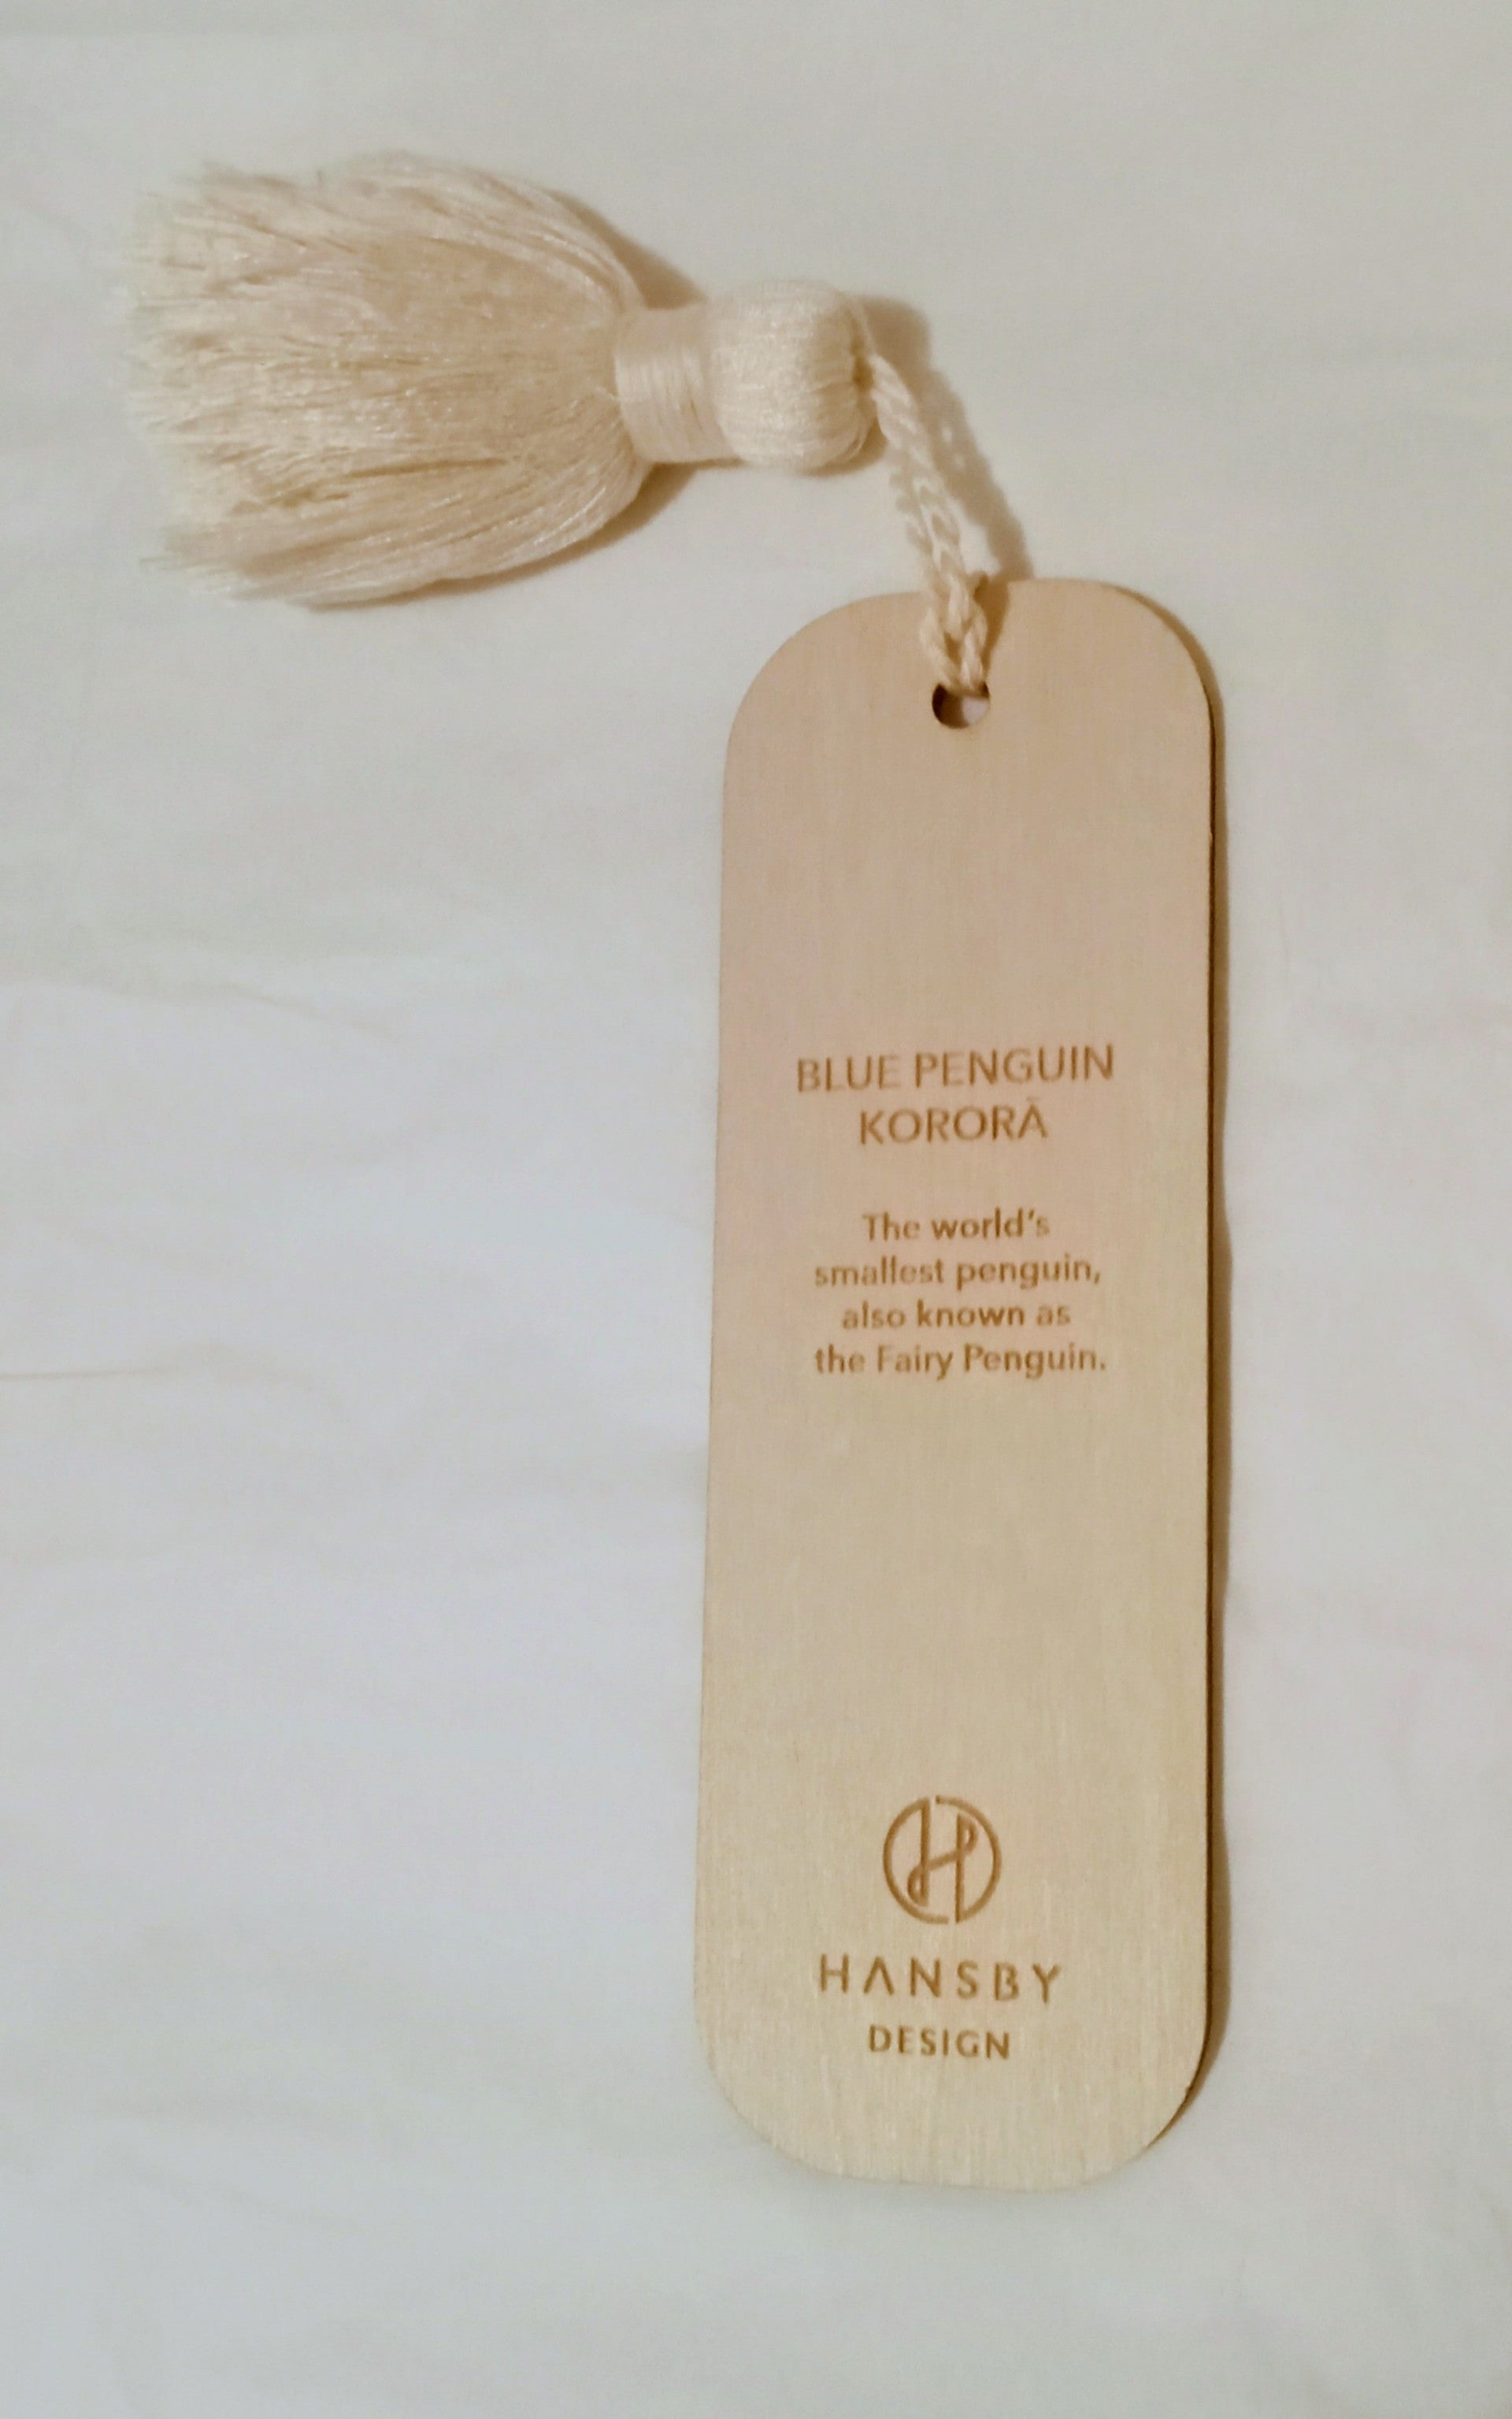 BLUE PENGUIN
KORORĀ
The world's
smallest penguin,
also known as
the Fairy Penguin.
H
HANSBY
DESIGN